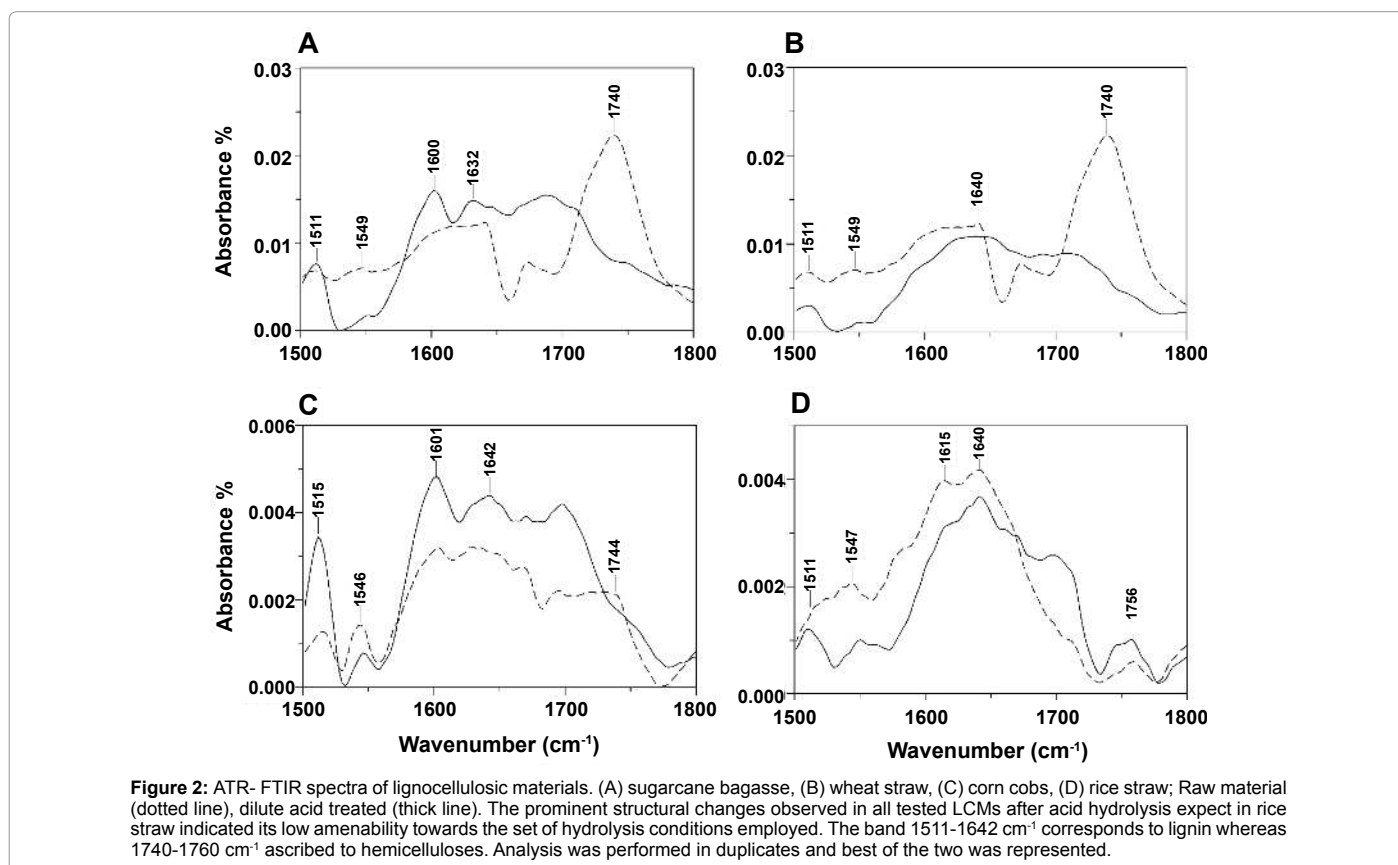 A
0.03
0.02
0.01
0.00
Absorbance %
1511
1549
1600
1632
1740
1500 1600 1700 1800
B
0.03
0.02
0.01
0.00
1511
1549
1640
1740
1500 1600 1700 1800
C
0.006
0.004
0.002
0.000
Absorbance %
1515
1546
1601
1642
1744
1500 1600 1700 1800
Wavenumber (cm⁻¹)
D
0.004
0.002
0.000
1511
1547
1615
1640
1756
1500 1600 1700 1800
Wavenumber (cm⁻¹)
Figure 2: ATR- FTIR spectra of lignocellulosic materials. (A) sugarcane bagasse, (B) wheat straw, (C) corn cobs, (D) rice straw; Raw material
(dotted line), dilute acid treated (thick line). The prominent structural changes observed in all tested LCMs after acid hydrolysis expect in rice
straw indicated its low amenability towards the set of hydrolysis conditions employed. The band 1511-1642 cm⁻¹ corresponds to lignin whereas
1740-1760 cm⁻¹ ascribed to hemicelluloses. Analysis was performed in duplicates and best of the two was represented.